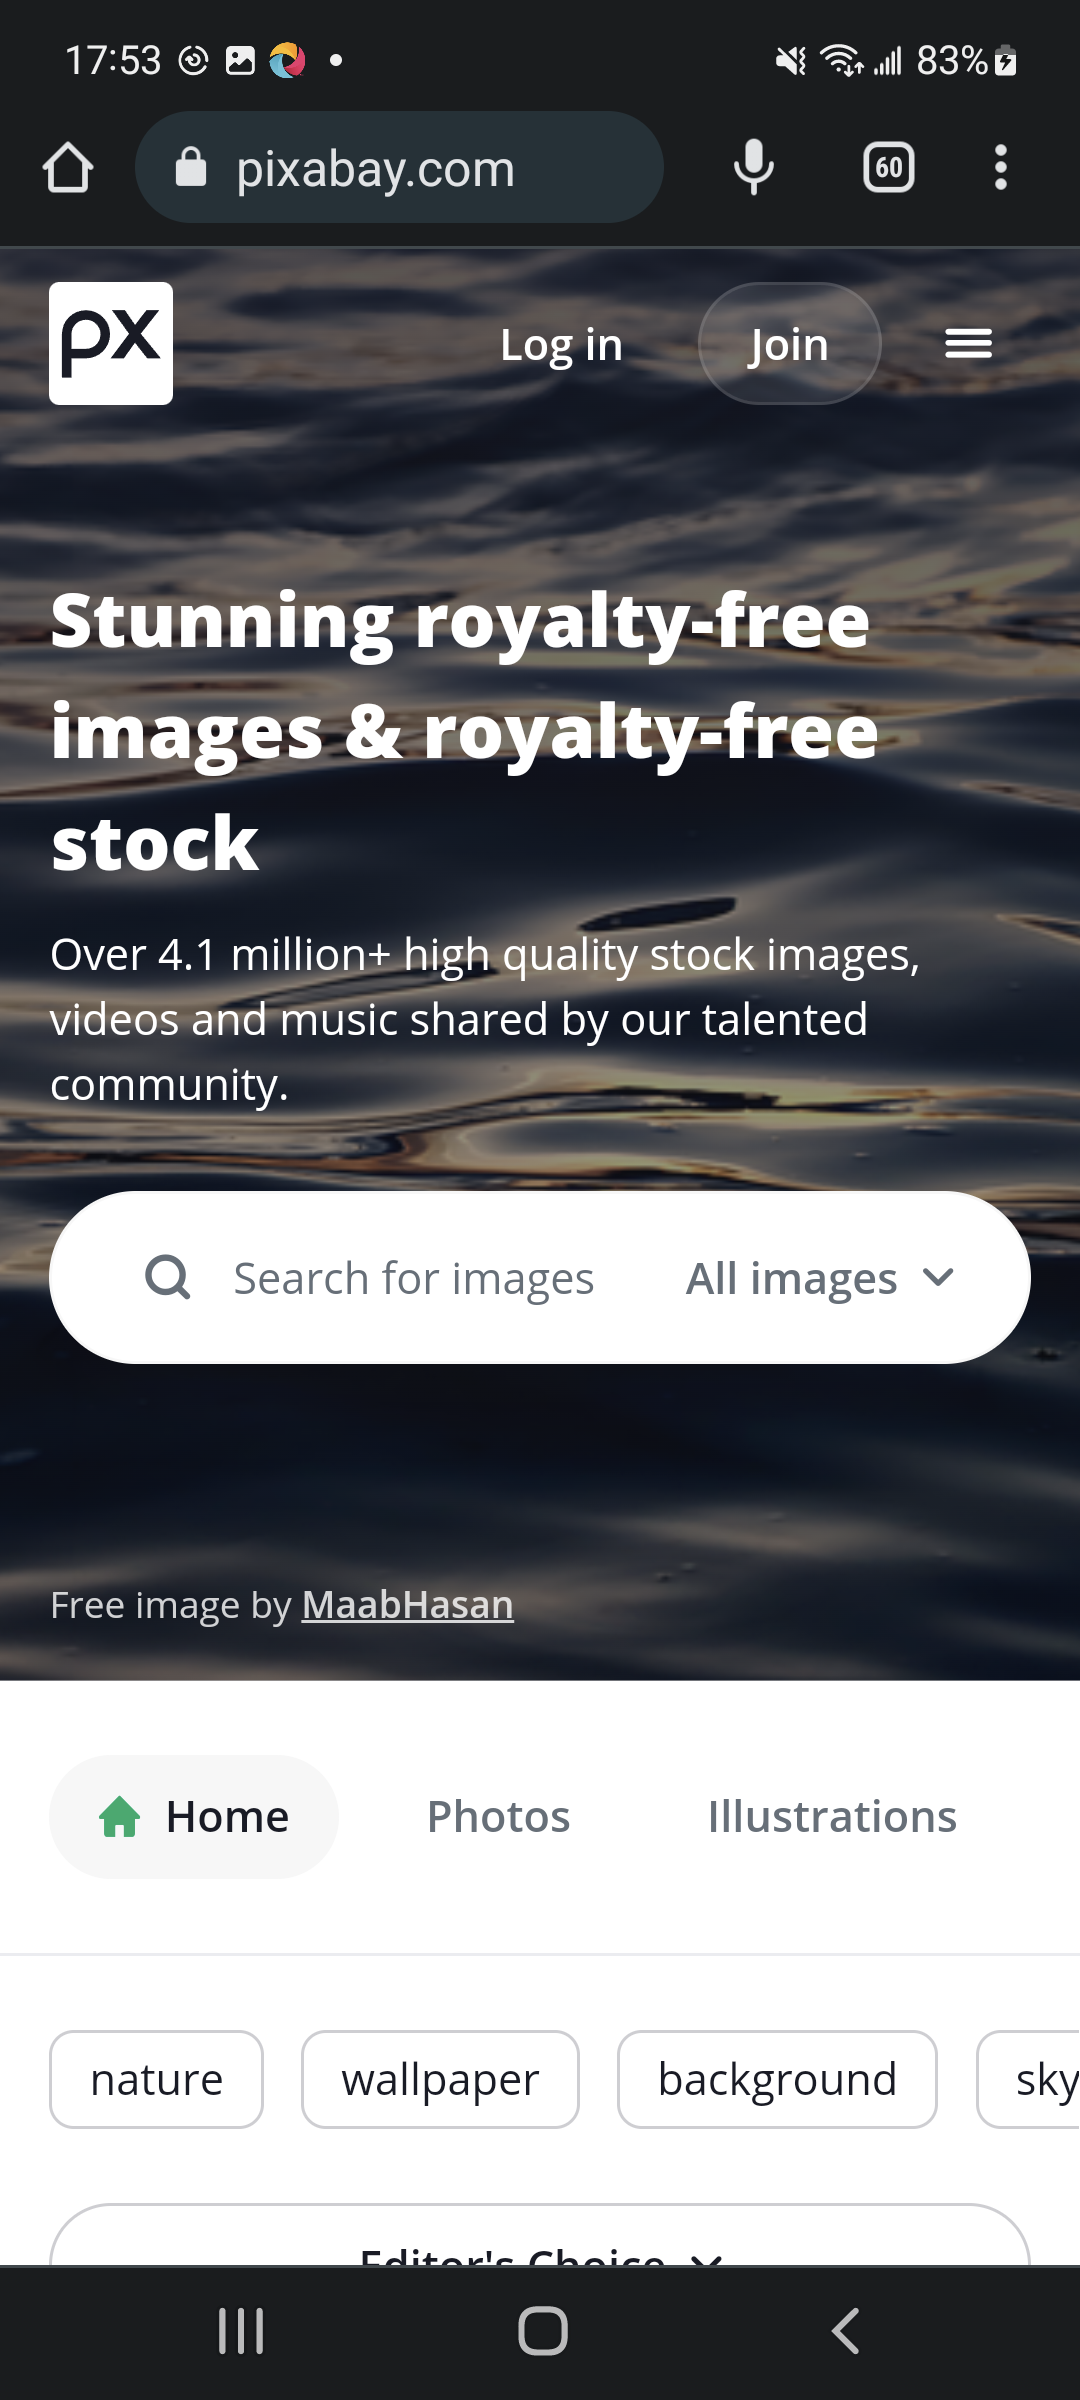 17:53
83%
pixabay.com
60
px
Log in
Join
Stunning royalty-free
images & royalty-free
stock
Over 4.1 million+ high quality stock images,
videos and music shared by our talented
community.
Search for images
All images
Free image by MaabHasan
Home
Photos
Illustrations
nature
wallpaper
background
sky
Editor's Choice